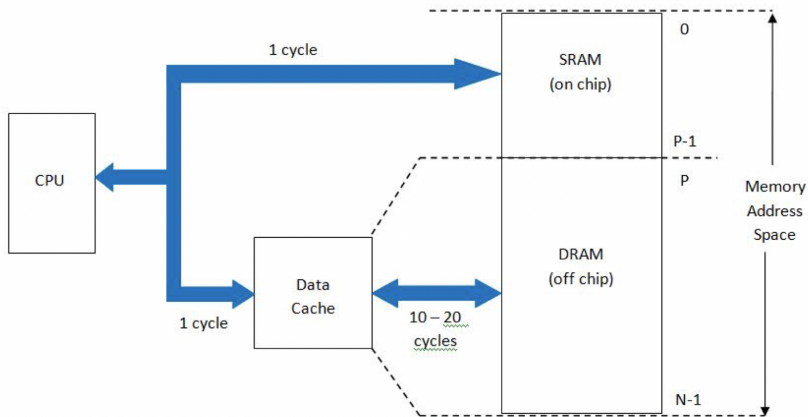 1 cycle
SRAM
(on chip)
0
P-1
CPU
P
Memory
Address
Space
DRAM
(off chip)
Data
Cache
1 cycle
10 – 20
cycles
N-1